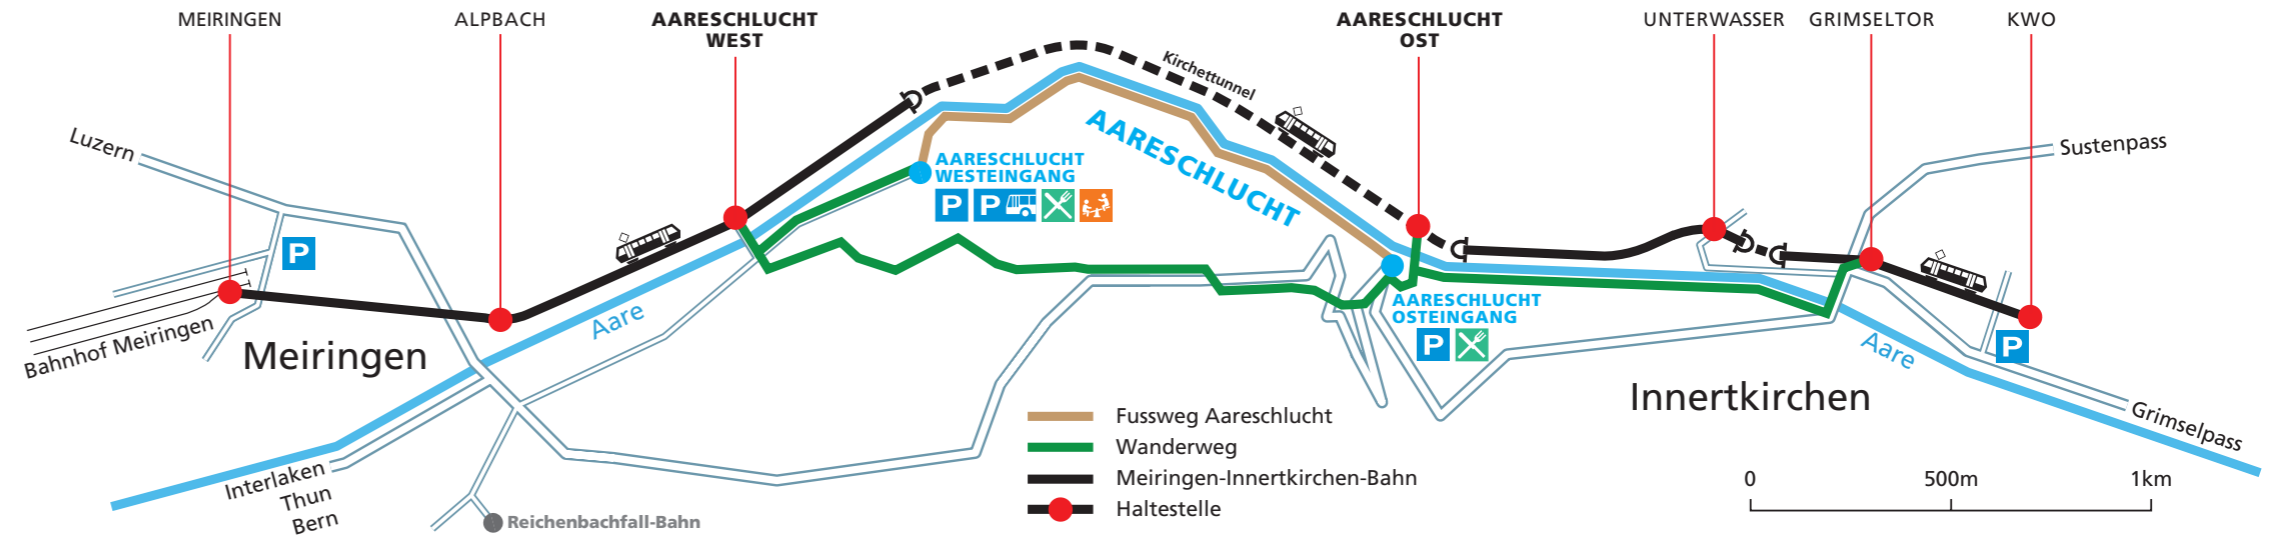 MEIRINGEN
ALPBACH
AARESCHLUCHT
WEST
AARESCHLUCHT
OST
UNTERWASSER
GRIMSELTOR
KWO
Kirchettunnel
Luzern
Sustenpass
AARESCHLUCHT
AARESCHLUCHT
WESTEINGANG
P
P
P
Bahnhof Meiringen
Meiringen
Aare
AARESCHLUCHT
OSTEINGANG
P
Aare
P
Innertkirchen
Grimselpass
Interlaken
Thun
Bern
Reichenbachfall-Bahn
Fussweg Aareschlucht
Wanderweg
Meiringen-Innertkirchen-Bahn
Haltestelle
0 500m 1km